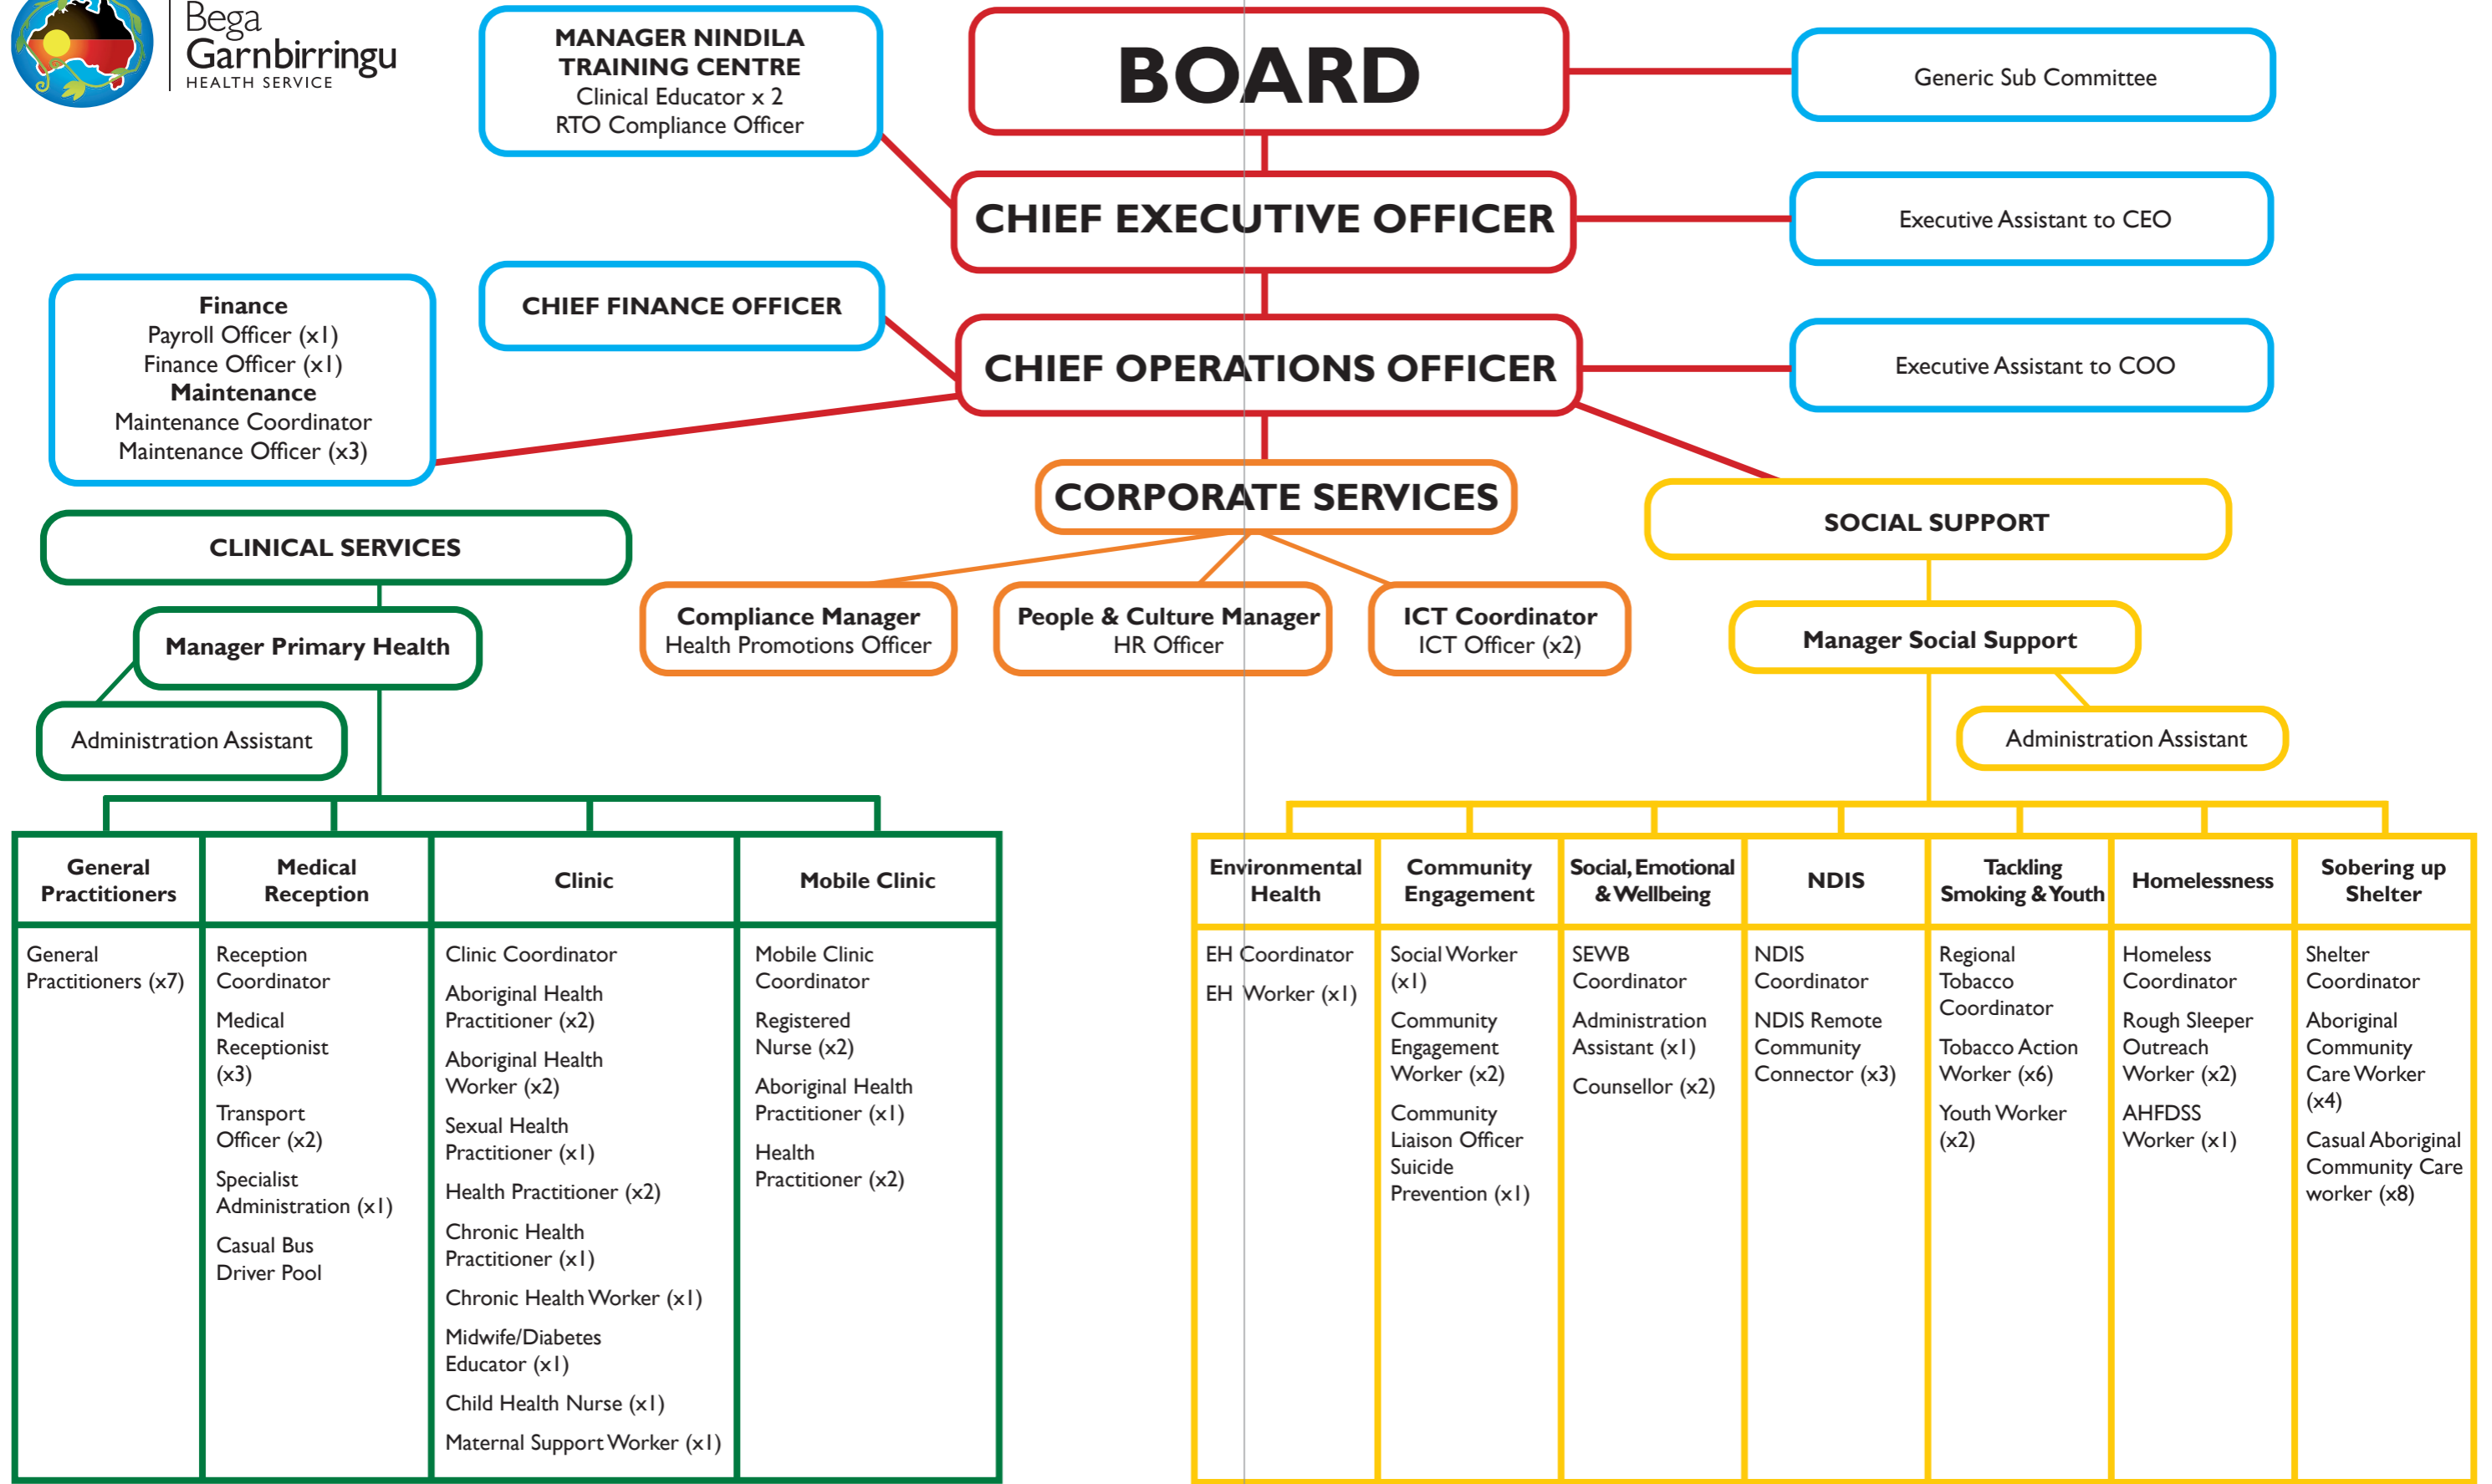 Bega
Garnbirringu
HEALTH SERVICE
MANAGER NINDILA
TRAINING CENTRE
Clinical Educator x 2
RTO Compliance Officer
BOARD
Generic Sub Committee
CHIEF EXECUTIVE OFFICER
Executive Assistant to CEO
CHIEF FINANCE OFFICER
CHIEF OPERATIONS OFFICER
Executive Assistant to COO
Finance
Payroll Officer (x1)
Finance Officer (x1)
Maintenance
Maintenance Coordinator
Maintenance Officer (x3)
CORPORATE SERVICES
Compliance Manager
Health Promotions Officer
People & Culture Manager
HR Officer
ICT Coordinator
ICT Officer (x2)
CLINICAL SERVICES
Manager Primary Health
Administration Assistant
SOCIAL SUPPORT
Manager Social Support
Administration Assistant
General
Practitioners
General
Practitioners (x7)
Medical
Reception
Reception
Coordinator
Medical
Receptionist
(x3)
Transport
Officer (x2)
Specialist
Administration (x1)
Casual Bus
Driver Pool
Clinic
Clinic Coordinator
Aboriginal Health
Practitioner (x2)
Aboriginal Health
Worker (x2)
Sexual Health
Practitioner (x1)
Health Practitioner (x2)
Chronic Health
Practitioner (x1)
Chronic Health Worker (x1)
Midwife/Diabetes
Educator (x1)
Child Health Nurse (x1)
Maternal Support Worker (x1)
Mobile Clinic
Mobile Clinic
Coordinator
Registered
Nurse (x2)
Aboriginal Health
Practitioner (x1)
Health
Practitioner (x2)
Environmental
Health
EH Coordinator
EH Worker (x1)
Community
Engagement
Social Worker
(x1)
Community
Engagement
Worker (x2)
Community
Liaison Officer
Suicide
Prevention (x1)
Social, Emotional
& Wellbeing
SEWB
Coordinator
Administration
Assistant (x1)
Counsellor (x2)
NDIS
NDIS
Coordinator
NDIS Remote
Community
Connector (x3)
Tackling
Smoking & Youth
Regional
Tobacco
Coordinator
Tobacco Action
Worker (x6)
Youth Worker
(x2)
Homelessness
Homeless
Coordinator
Rough Sleeper
Outreach
Worker (x2)
AHFDSS
Worker (x1)
Sobering up
Shelter
Shelter
Coordinator
Aboriginal
Community
Care Worker
(x4)
Casual Aboriginal
Community Care
worker (x8)